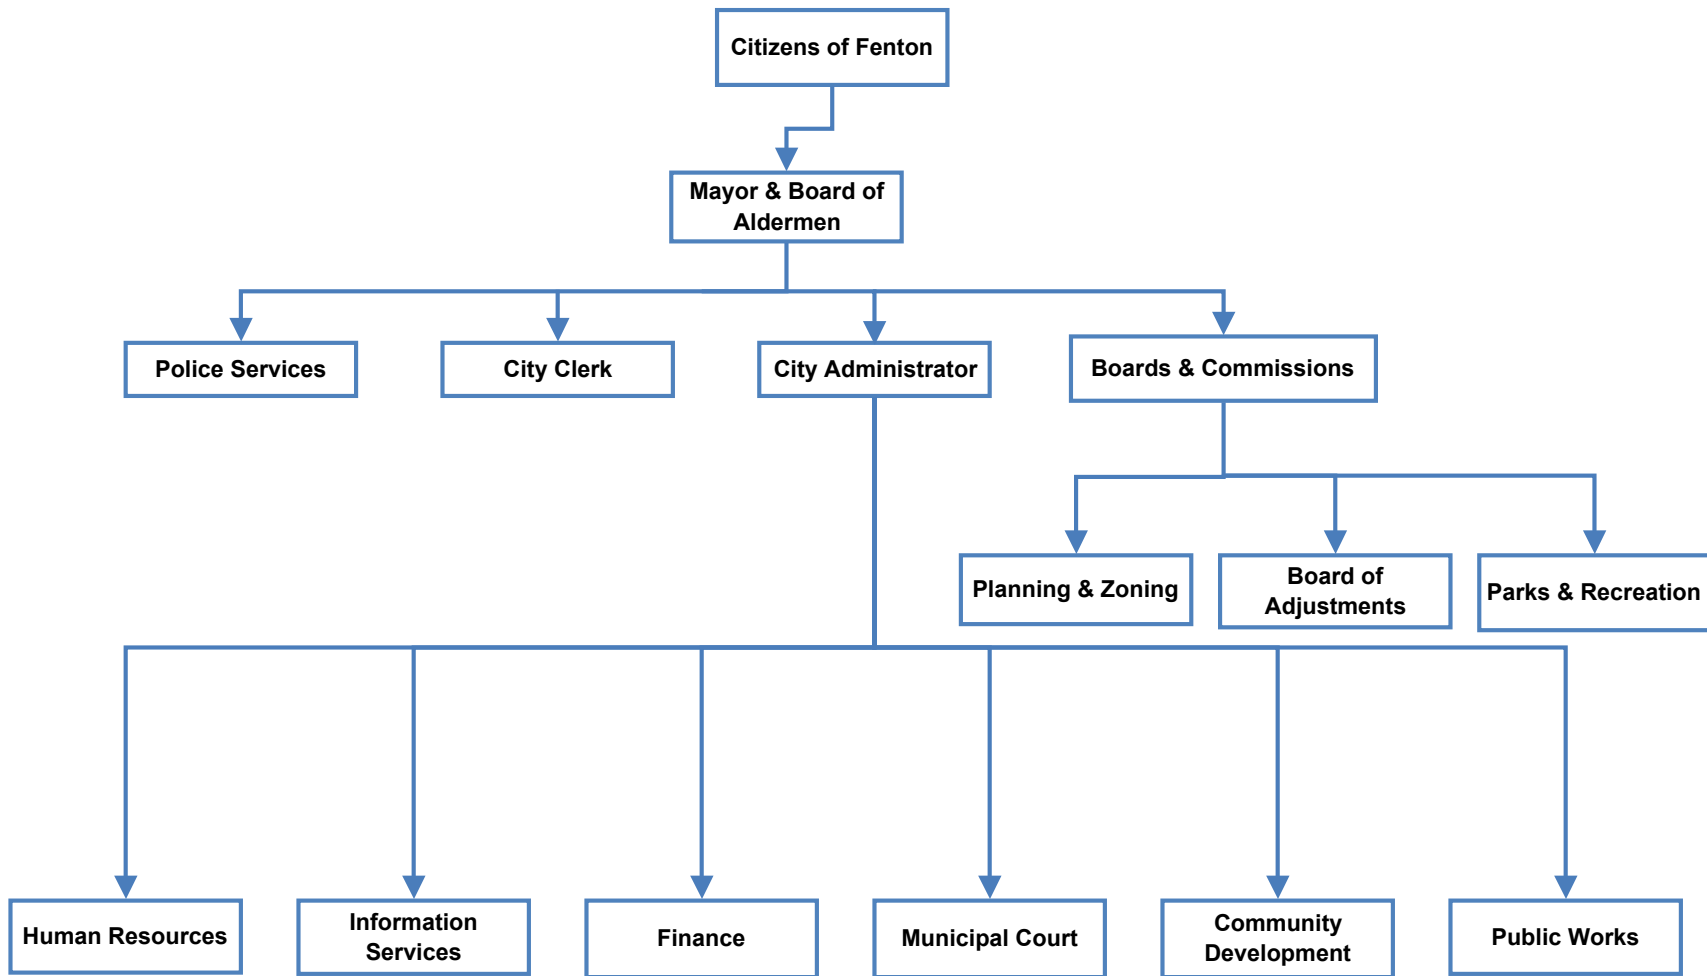 Citizens of Fenton
Mayor & Board of
Aldermen
Police Services
City Clerk
City Administrator
Boards & Commissions
Planning & Zoning
Board of
Adjustments
Parks & Recreation
Human Resources
Information
Services
Finance
Municipal Court
Community
Development
Public Works